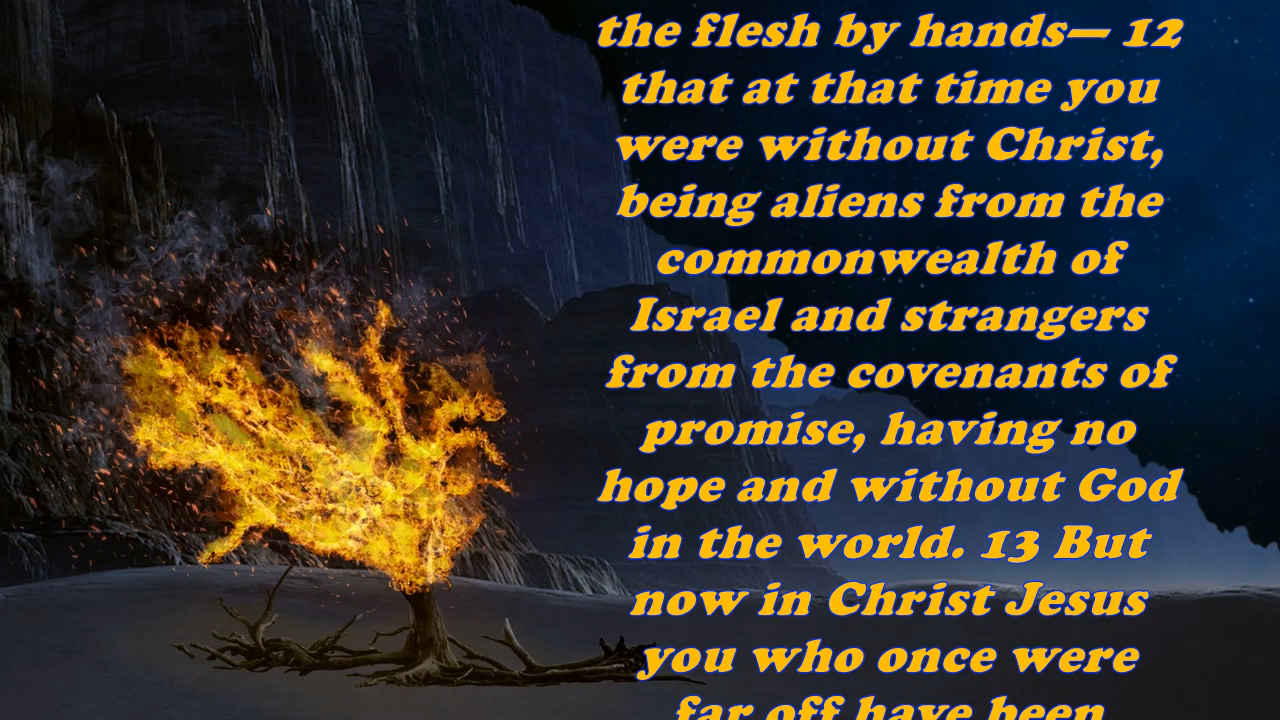 the flesh by hands— 12
that at that time you
were without Christ,
being aliens from the
commonwealth of
Israel and strangers
from the covenants of
promise, having no
hope and without God
in the world. 13 But
now in Christ Jesus
you who once were
far off have been